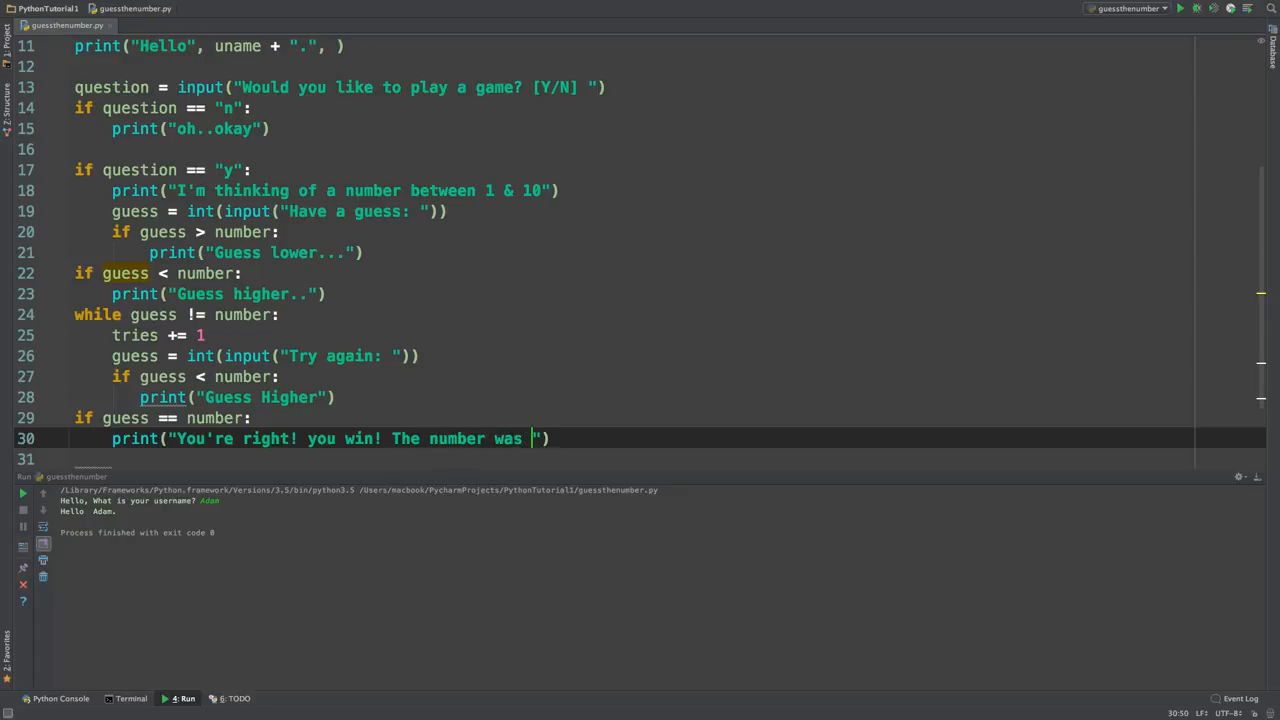 PythonTutorial1 guessthenumber.py guessthenumber
guessthenumber.py
1: Project
Z: Structure
2: Favorites
Database
11 print("Hello", uname + ".", )
12
13 question = input("Would you like to play a game? [Y/N] ")
14 if question == "n":
15 print("oh..okay")
16
17 if question == "y":
18 print("I'm thinking of a number between 1 & 10")
19 guess = int(input("Have a guess: "))
20 if guess > number:
21 print("Guess lower...")
22 if guess < number:
23 print("Guess higher..")
24 while guess != number:
25 tries += 1
26 guess = int(input("Try again: "))
27 if guess < number:
28 print("Guess Higher")
29 if guess == number:
30 print("You're right! you win! The number was ")
31
Run guessthenumber
/Library/Frameworks/Python.framework/Versions/3.5/bin/python3.5 /Users/macbook/PycharmProjects/PythonTutorial1/guessthenumber.py
Hello, What is your username? Adam
Hello  Adam.
Process finished with exit code 0
Python Console Terminal 4: Run 6: TODO Event Log
30:50 LF÷ UTF-8÷